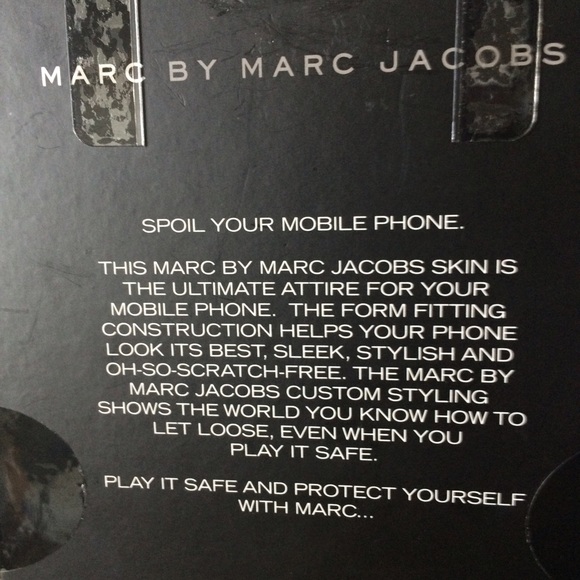 MARC BY MARC JACOBS
SPOIL YOUR MOBILE PHONE.
THIS MARC BY MARC JACOBS SKIN IS
THE ULTIMATE ATTIRE FOR YOUR
MOBILE PHONE. THE FORM FITTING
CONSTRUCTION HELPS YOUR PHONE
LOOK ITS BEST, SLEEK, STYLISH AND
OH-SO-SCRATCH-FREE. THE MARC BY
MARC JACOBS CUSTOM STYLING
SHOWS THE WORLD YOU KNOW HOW TO
LET LOOSE, EVEN WHEN YOU
PLAY IT SAFE.
PLAY IT SAFE AND PROTECT YOURSELF
WITH MARC...